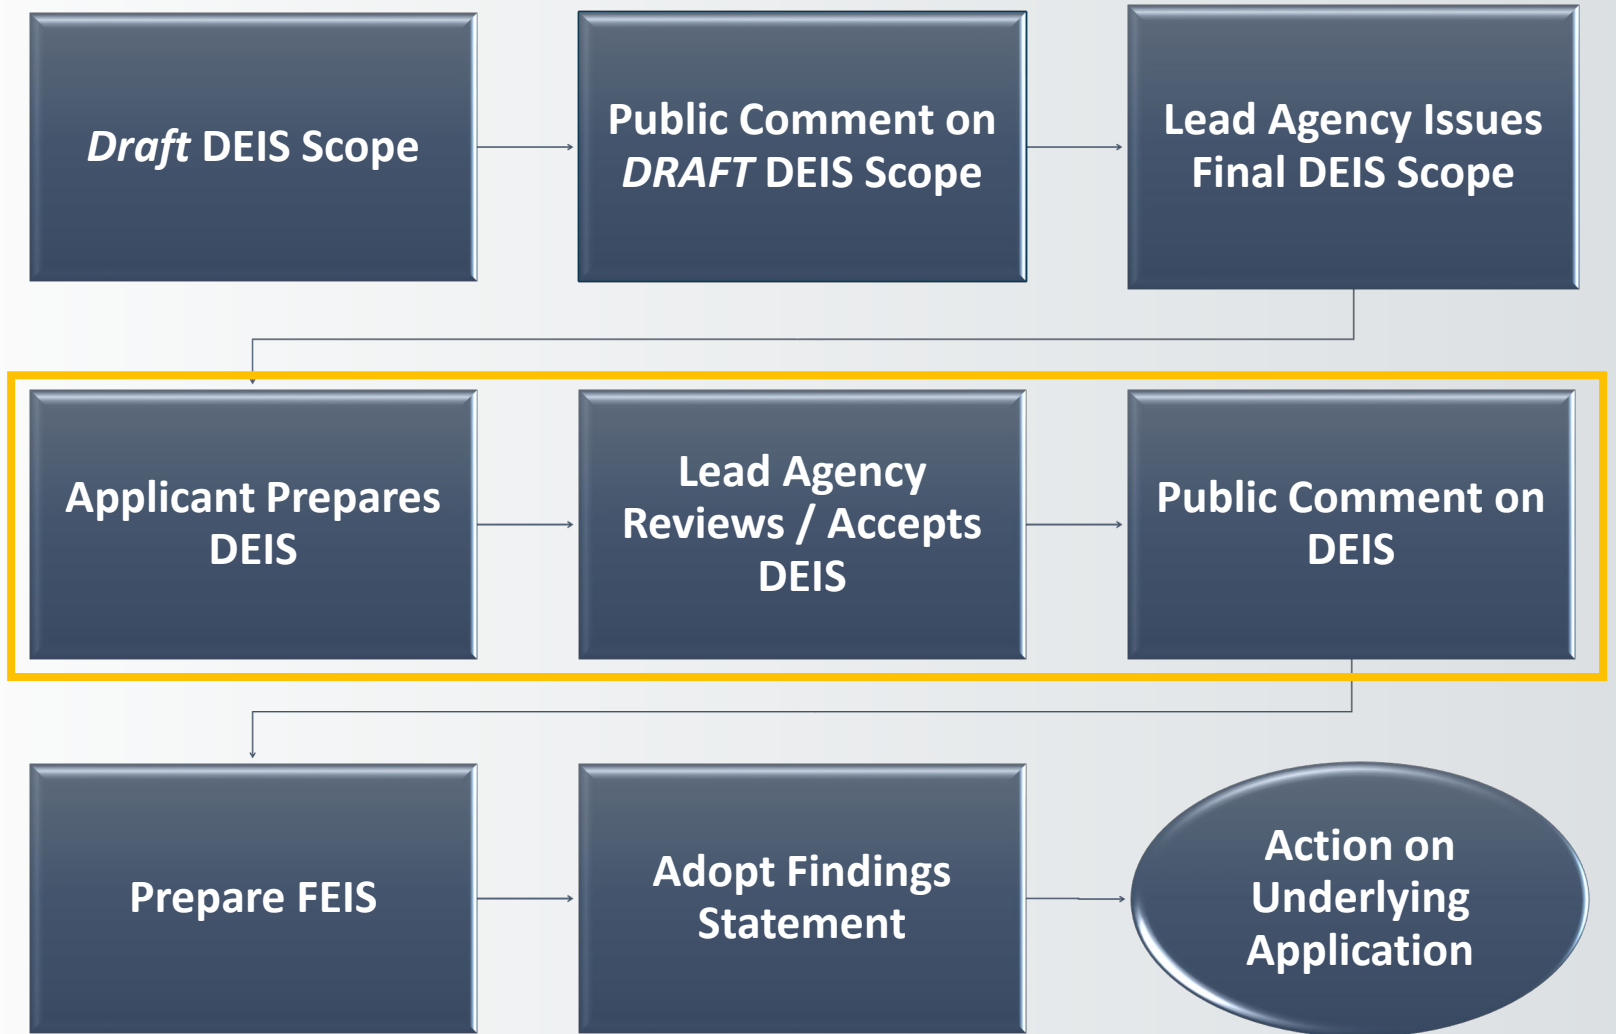 Draft DEIS Scope
Public Comment on
DRAFT DEIS Scope
Lead Agency Issues
Final DEIS Scope
Applicant Prepares
DEIS
Lead Agency
Reviews / Accepts
DEIS
Public Comment on
DEIS
Prepare FEIS
Adopt Findings
Statement
Action on
Underlying
Application